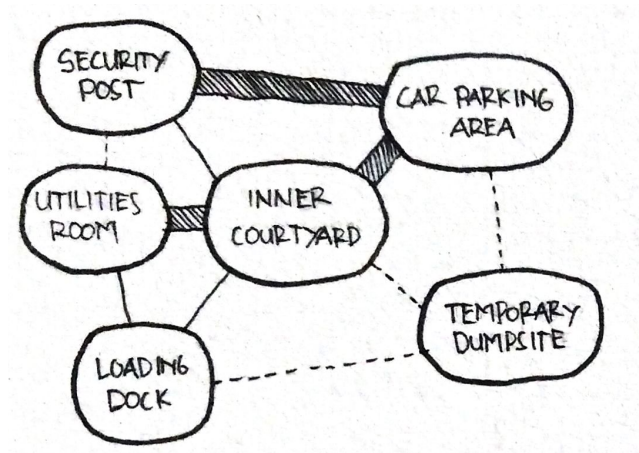 SECURITY
POST
CAR PARKING
AREA
UTILITIES
ROOM
INNER
COURTYARD
TEMPORARY
DUMPSITE
LOADING
DOCK